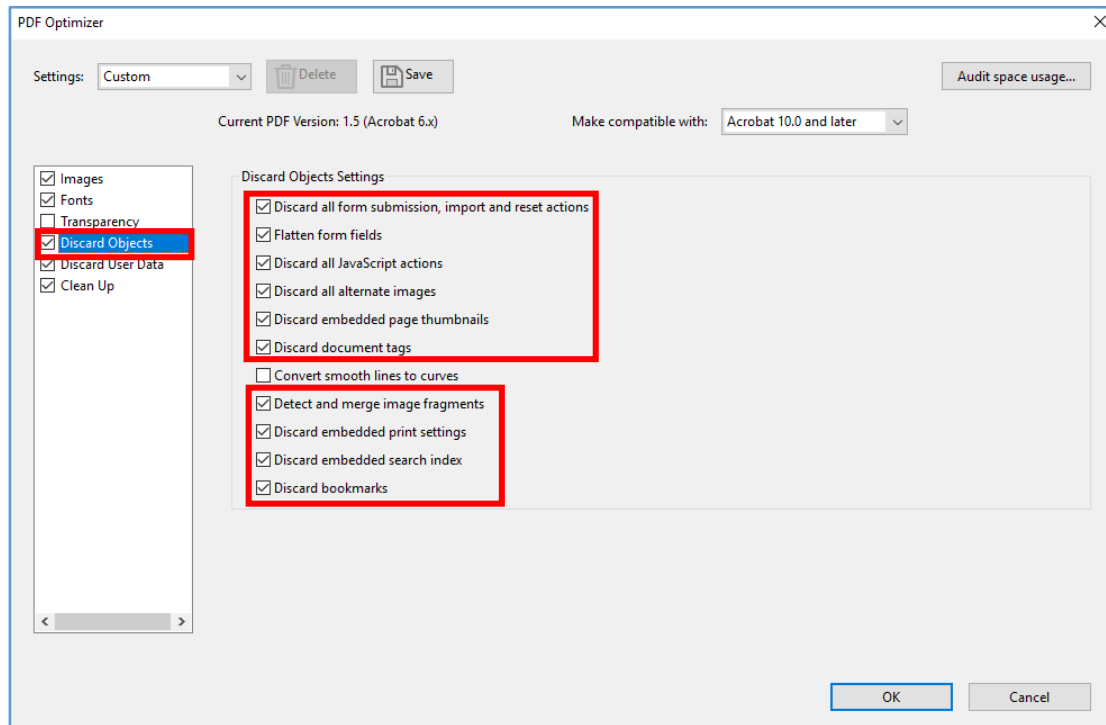 PDF Optimizer
Settings: Custom Delete Save Audit space usage...
Current PDF Version: 1.5 (Acrobat 6.x) Make compatible with: Acrobat 10.0 and later
Images
Fonts
Transparency
Discard Objects
Discard User Data
Clean Up
Discard Objects Settings
Discard all form submission, import and reset actions
Flatten form fields
Discard all JavaScript actions
Discard all alternate images
Discard embedded page thumbnails
Discard document tags
Convert smooth lines to curves
Detect and merge image fragments
Discard embedded print settings
Discard embedded search index
Discard bookmarks
OK Cancel